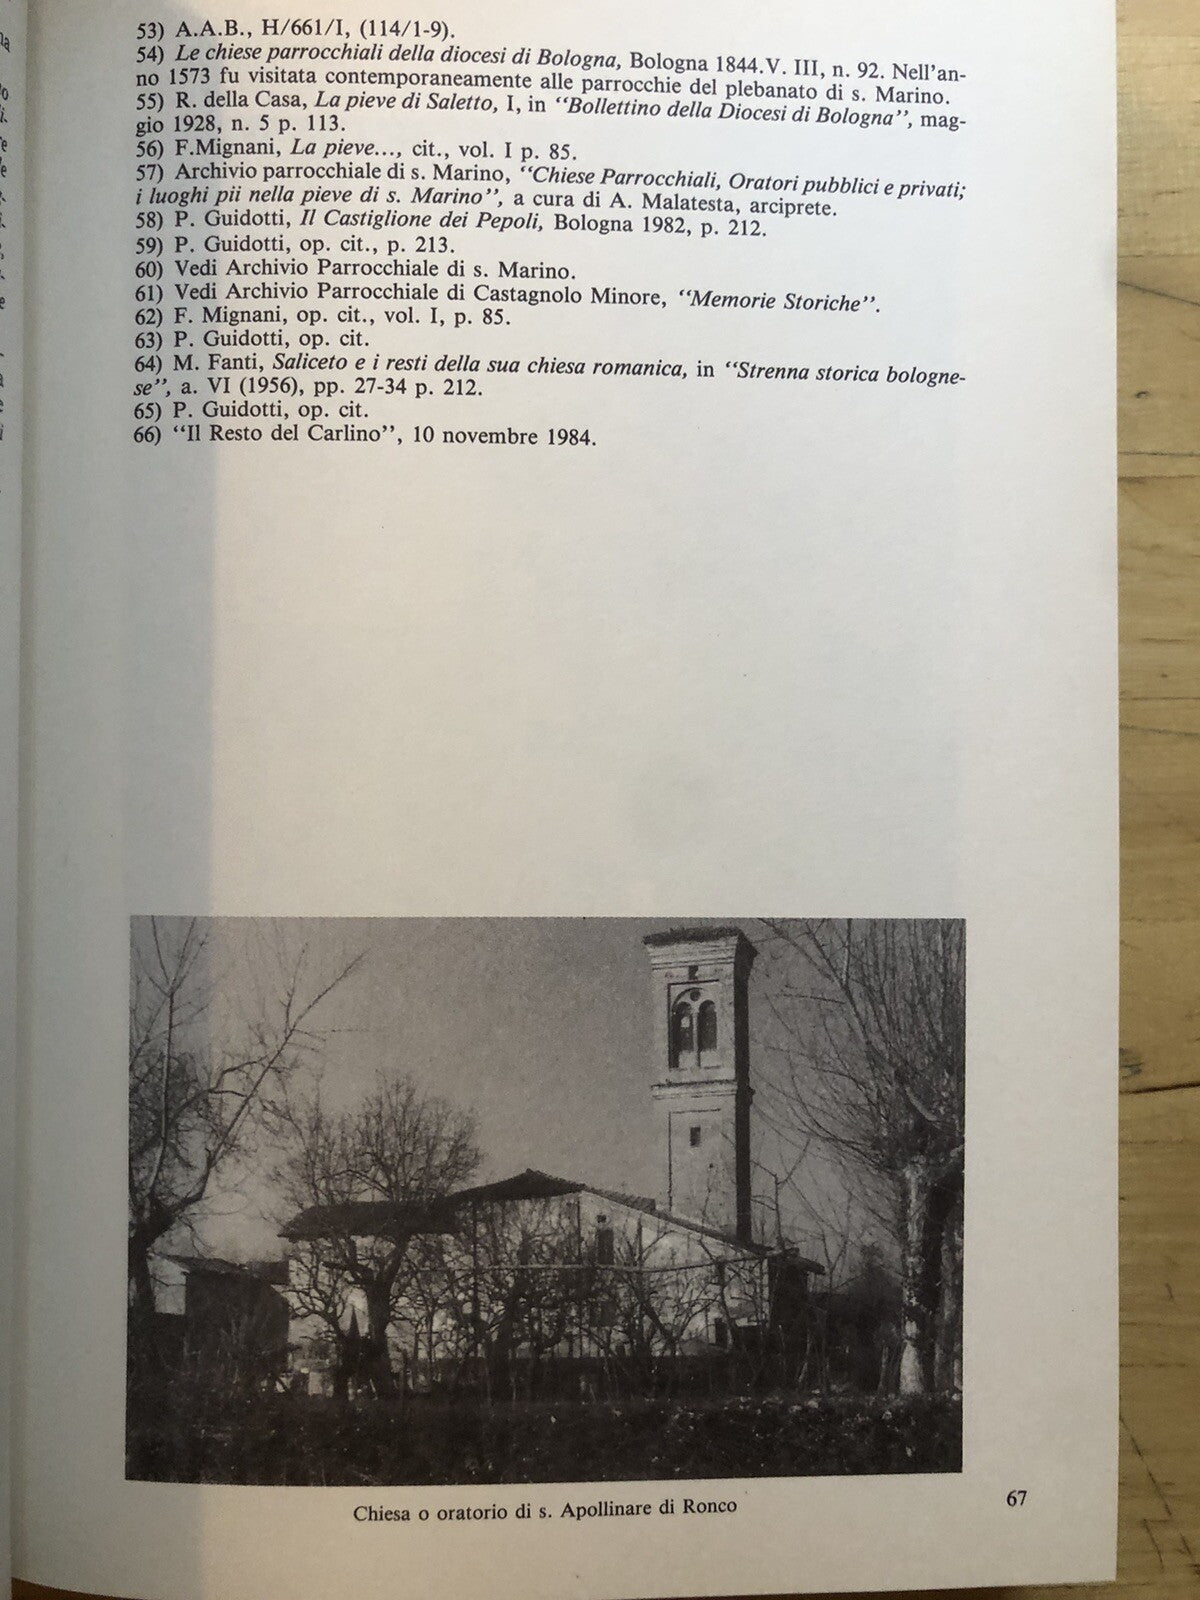 53) A.A.B., H/661/I, (114/1-9).
54) Le chiese parrocchiali della diocesi di Bologna, Bologna 1844.V. III, n. 92. Nell'an-
no 1573 fu visitata contemporaneamente alle parrocchie del plebanato di s. Marino.
55) R. della Casa, La pieve di Saletto, I, in "Bollettino della Diocesi di Bologna", mag-
gio 1928, n. 5 p. 113.
56) F.Mignani, La pieve..., cit., vol. I p. 85.
57) Archivio parrocchiale di s. Marino, "Chiese Parrocchiali, Oratori pubblici e privati;
i luoghi pii nella pieve di s. Marino", a cura di A. Malatesta, arciprete.
58) P. Guidotti, Il Castiglione dei Pepoli, Bologna 1982, p. 212.
59) P. Guidotti, op. cit., p. 213.
60) Vedi Archivio Parrocchiale di s. Marino.
61) Vedi Archivio Parrocchiale di Castagnolo Minore, "Memorie Storiche".
62) F. Mignani, op. cit., vol. I, p. 85.
63) P. Guidotti, op. cit.
64) M. Fanti, Saliceto e i resti della sua chiesa romanica, in "Strenna storica bologne-
se", a. VI (1956), pp. 27-34 p. 212.
65) P. Guidotti, op. cit.
66) "Il Resto del Carlino", 10 novembre 1984.
Chiesa o oratorio di s. Apollinare di Ronco
67